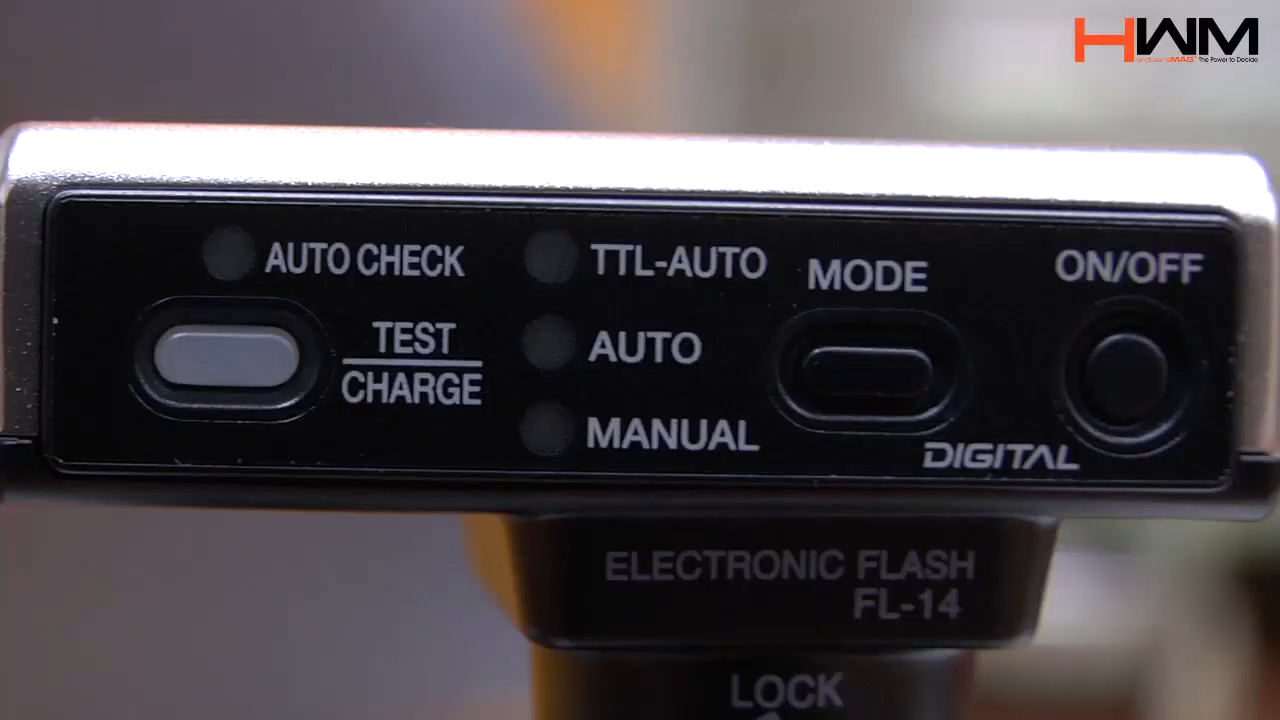 HWM
HardwareMAG The Power to Decide
AUTO CHECK
TEST
CHARGE
TTL-AUTO
AUTO
MANUAL
MODE
ON/OFF
DIGITAL
ELECTRONIC FLASH
FL-14
LOCK